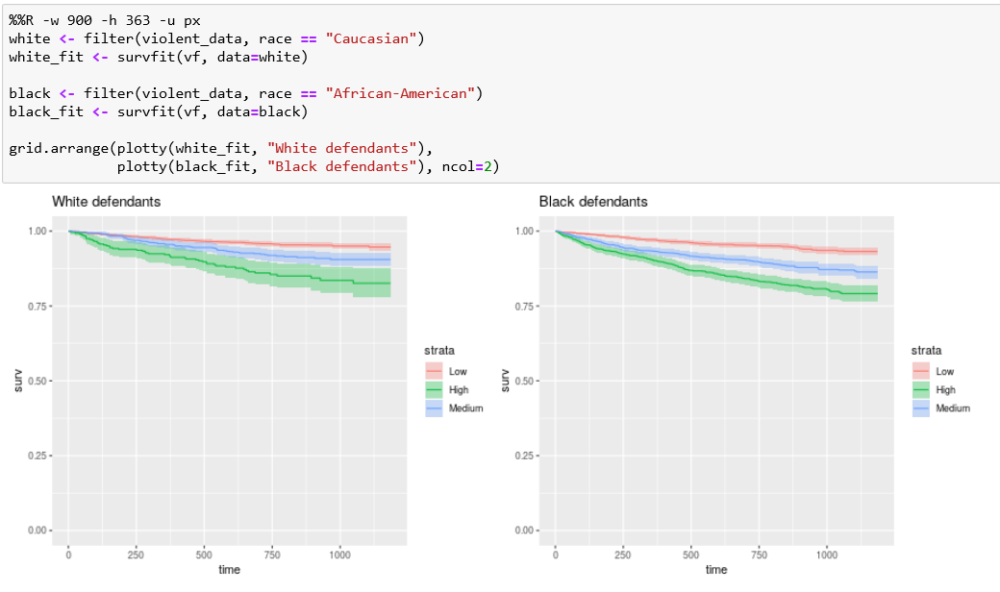 %%R -w 900 -h 363 -u px
white <- filter(violent_data, race == "Caucasian")
white_fit <- survfit(vf, data=white)
black <- filter(violent_data, race == "African-American")
black_fit <- survfit(vf, data=black)
grid.arrange(plotty(white_fit, "White defendants"),
plotty(black_fit, "Black defendants"), ncol=2)
White defendants
1.00
0.75
0.50
0.25
0.00
surv
0 250 500 750 1000
time
strata
Low
High
Medium
Black defendants
1.00
0.75
0.50
0.25
0.00
surv
0 250 500 750 1000
time
strata
Low
High
Medium